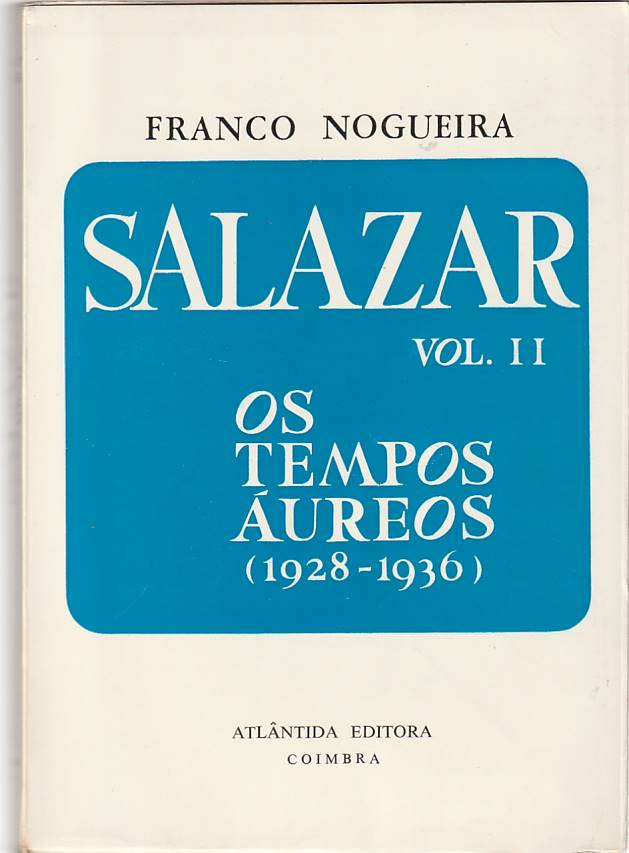 FRANCO NOGUEIRA
SALAZAR
VOL. II
OS
TEMPOS
ÁUREOS
(1928-1936)
ATLÂNTIDA EDITORA
COIMBRA